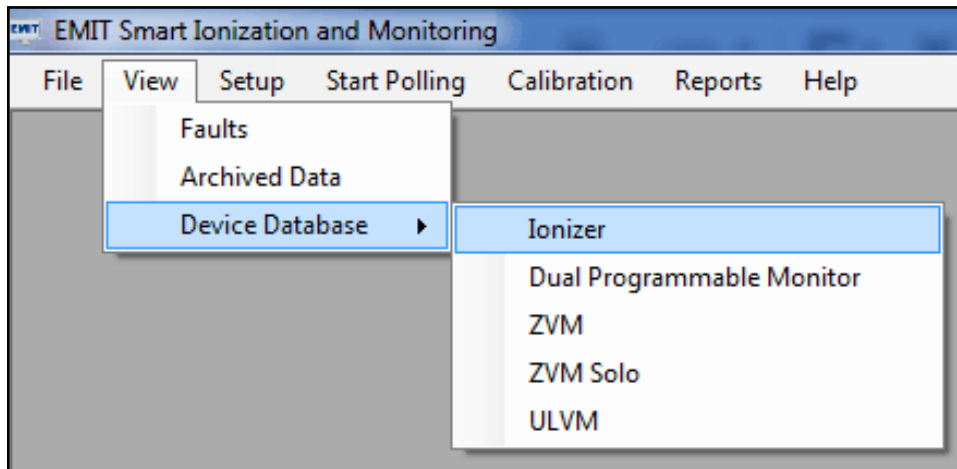 EMIT EMIT Smart Ionization and Monitoring
File View Setup Start Polling Calibration Reports Help
Faults
Archived Data
Device Database
Ionizer
Dual Programmable Monitor
ZVM
ZVM Solo
ULVM